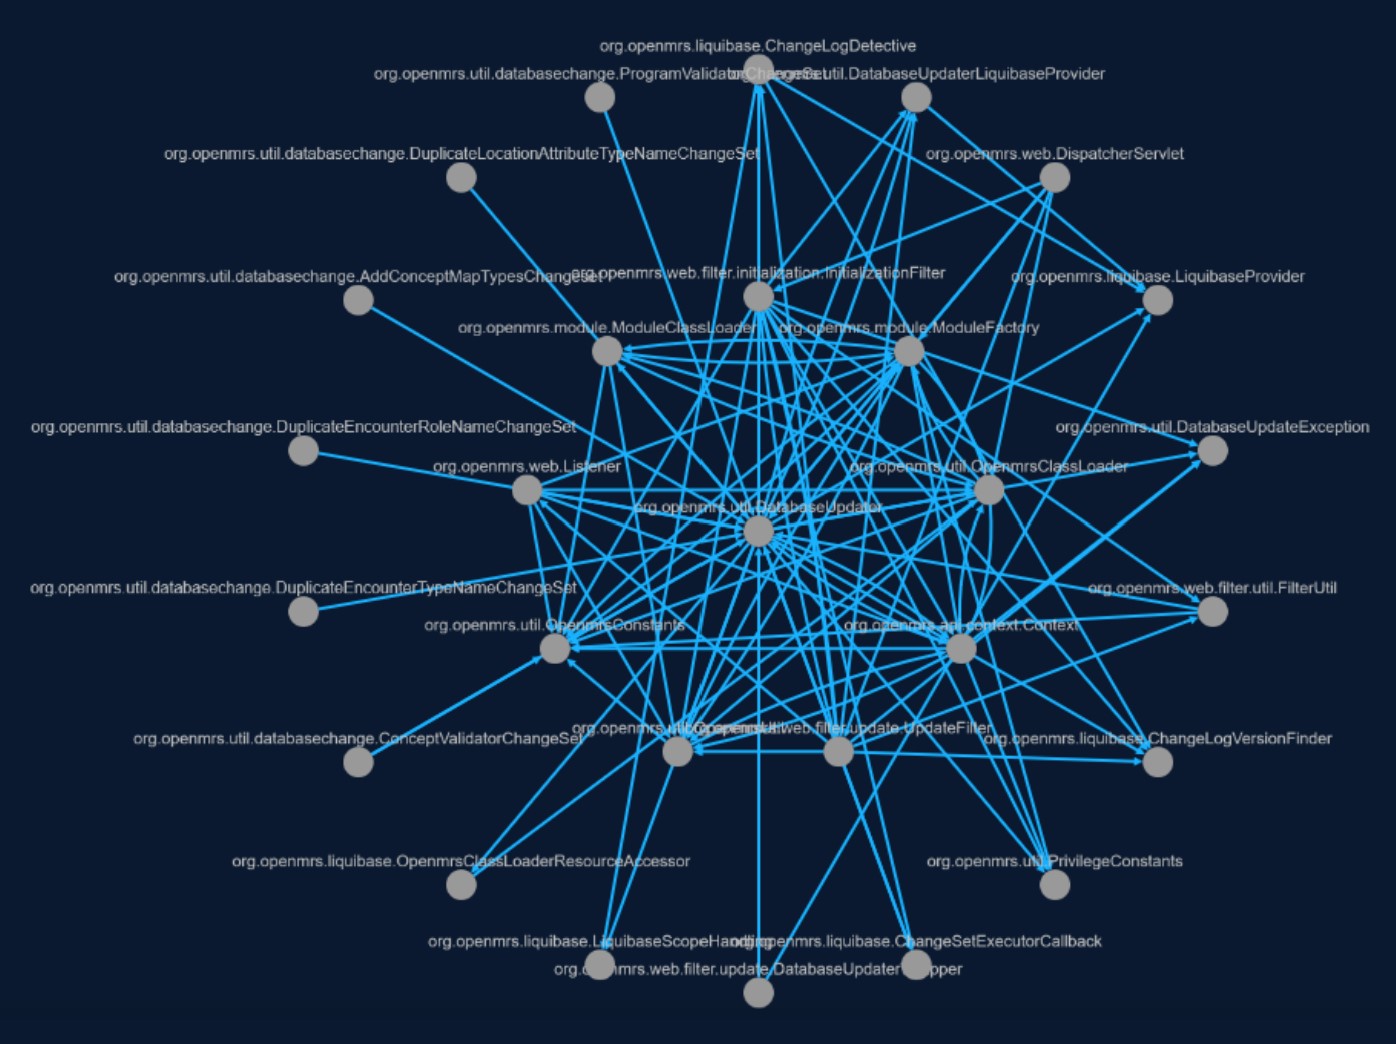 org.openmrs.liquibase.ChangeLogDetective
org.openmrs.util.databasechange.ProgramValidatorChangeSet
org.openmrs.util.DatabaseUpdaterLiquibaseProvider
org.openmrs.util.databasechange.DuplicateLocationAttributeTypeNameChangeSet
org.openmrs.web.DispatcherServlet
org.openmrs.util.databasechange.AddConceptMapTypesChangeset
org.openmrs.web.filter.initialization.InitializationFilter
org.openmrs.liquibase.LiquibaseProvider
org.openmrs.module.ModuleClassLoader
org.openmrs.module.ModuleFactory
org.openmrs.util.databasechange.DuplicateEncounterRoleNameChangeSet
org.openmrs.util.DatabaseUpdateException
org.openmrs.web.Listener
org.openmrs.util.OpenmrsClassLoader
org.openmrs.util.DatabaseUpdater
org.openmrs.util.databasechange.DuplicateEncounterTypeNameChangeSet
org.openmrs.web.filter.util.FilterUtil
org.openmrs.util.OpenmrsConstants
org.openmrs.api.context.Context
org.openmrs.util.OpenmrsUtil
org.openmrs.web.filter.update.UpdateFilter
org.openmrs.util.databasechange.ConceptValidatorChangeSet
org.openmrs.liquibase.ChangeLogVersionFinder
org.openmrs.liquibase.OpenmrsClassLoaderResourceAccessor
org.openmrs.util.PrivilegeConstants
org.openmrs.liquibase.LiquibaseScopeHandling
org.openmrs.liquibase.ChangeSetExecutorCallback
org.openmrs.web.filter.update.DatabaseUpdaterWrapper